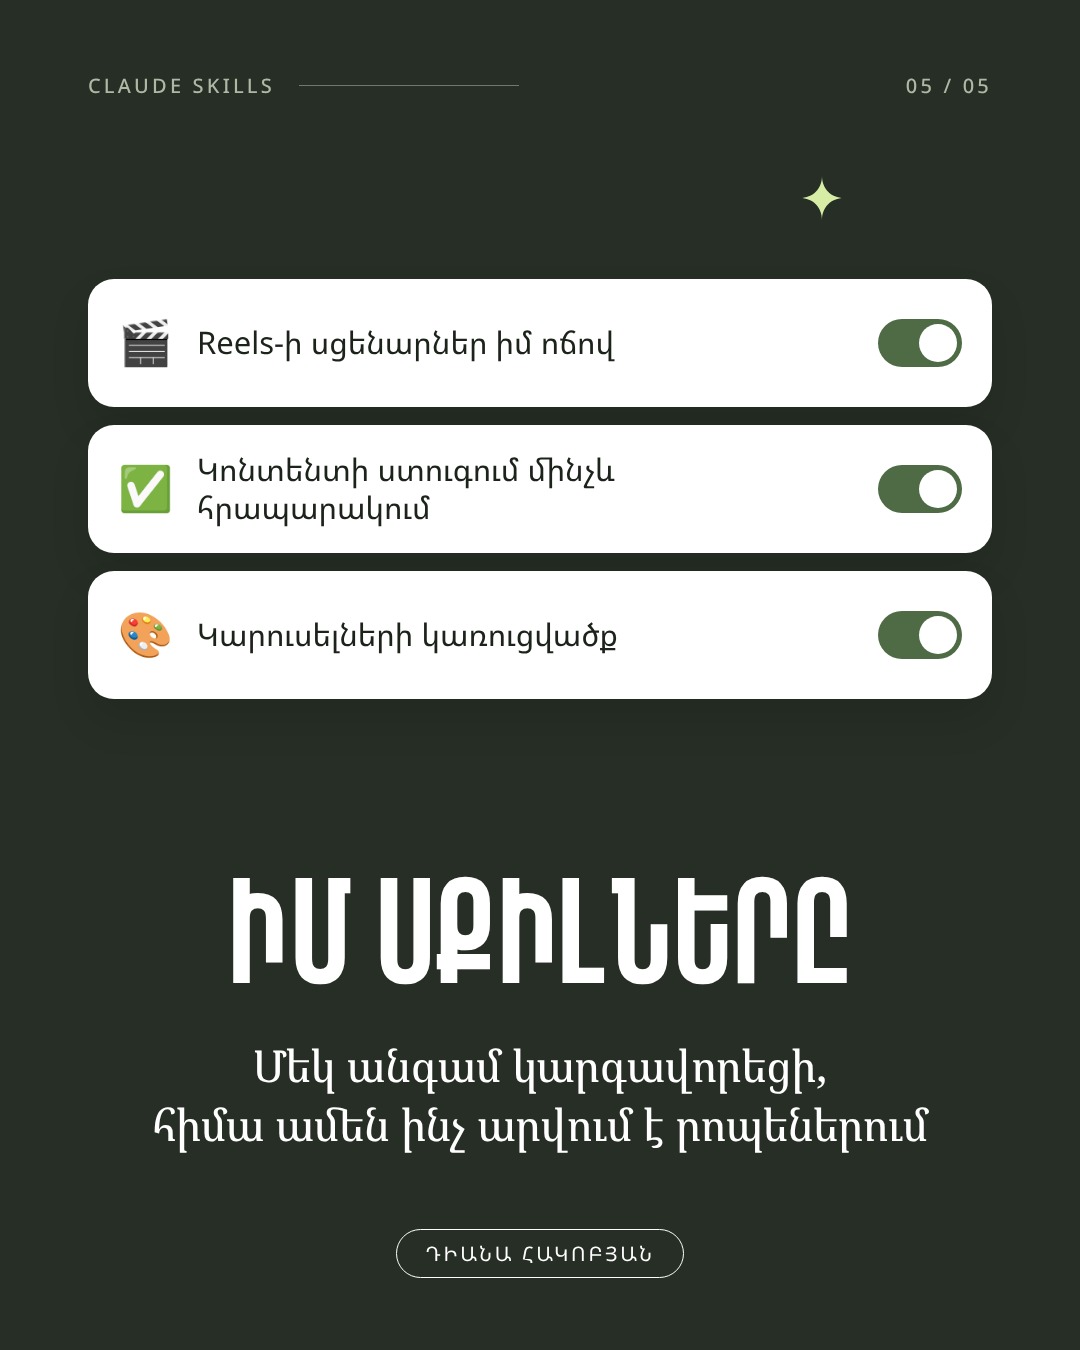 CLAUDE SKILLS
05 / 05
Reels-ի սցենարներ իմ ոճով
Կոնտենտի ստուգում մինչև
հրապարակում
Կարուսելների կառուցվածք
ԻՄ ՍՔԻԼՆԵՐԸ
Մեկ անգամ կարգավորեցի,
հիմա ամեն ինչ արվում է րոպեներում
ԴԻԱՆԱ ՀԱԿՈԲՅԱՆ